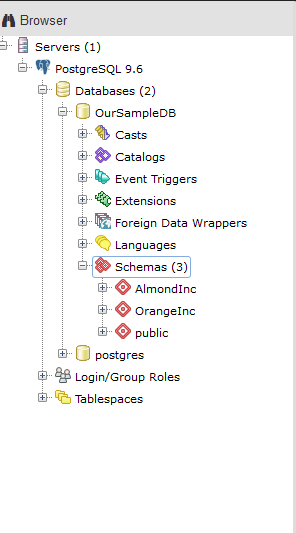 Browser
Servers (1)
PostgreSQL 9.6
Databases (2)
OurSampleDB
Casts
Catalogs
Event Triggers
Extensions
Foreign Data Wrappers
Languages
Schemas (3)
AlmondInc
OrangeInc
public
postgres
Login/Group Roles
Tablespaces